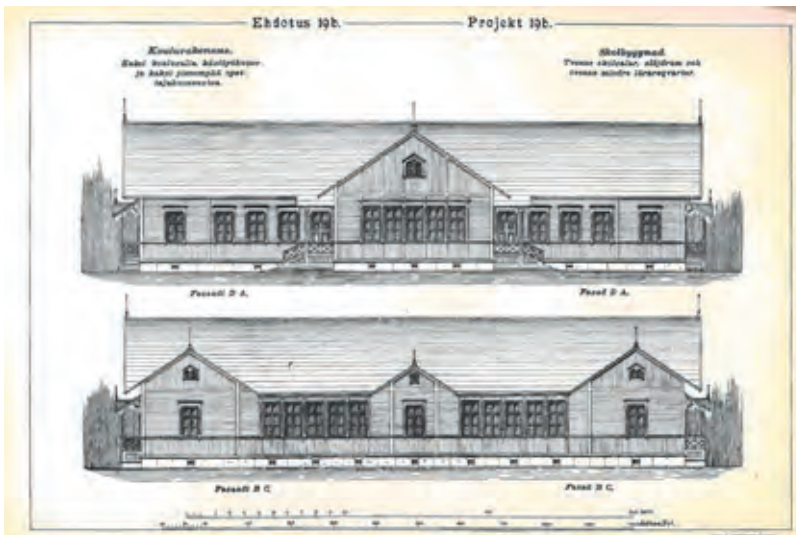 Ehdotus 19b.
Projekt 19b.
Koulurakennus.
Kaksi koulusalia, käsityöhuone
ja kaksi pienempää opet-
tajahuoneustoa.
Skolbyggnad.
Tvenne skolsalar, slöjdrum och
tvenne mindre lärareqvarter.
Fasadi D A.
Fasad D A.
Fasadi B C.
Fasad B C.